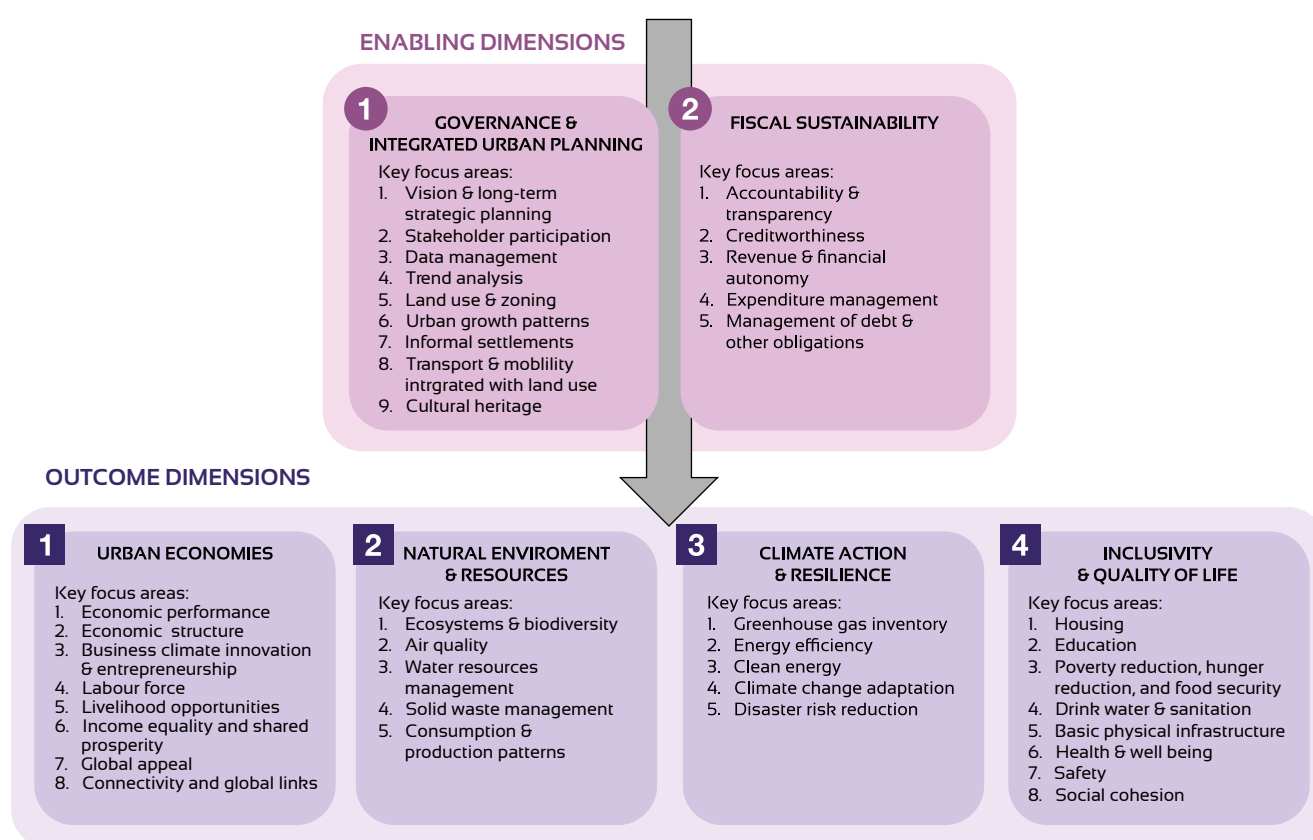 ENABLING DIMENSIONS
1
GOVERNANCE &
INTEGRATED URBAN PLANNING
Key focus areas:
1. Vision & long-term
strategic planning
2. Stakeholder participation
3. Data management
4. Trend analysis
5. Land use & zoning
6. Urban growth patterns
7. Informal settlements
8. Transport & moblility
intrgrated with land use
9. Cultural heritage
2
FISCAL SUSTAINABILITY
Key focus areas:
1. Accountability &
transparency
2. Creditworthiness
3. Revenue & financial
autonomy
4. Expenditure management
5. Management of debt &
other obligations
OUTCOME DIMENSIONS
1
URBAN ECONOMIES
Key focus areas:
1. Economic performance
2. Economic structure
3. Business climate innovation
& entrepreneurship
4. Labour force
5. Livelihood opportunities
6. Income equality and shared
prosperity
7. Global appeal
8. Connectivity and global links
2
NATURAL ENVIROMENT
& RESOURCES
Key focus areas:
1. Ecosystems & biodiversity
2. Air quality
3. Water resources
management
4. Solid waste management
5. Consumption &
production patterns
3
CLIMATE ACTION
& RESILIENCE
Key focus areas:
1. Greenhouse gas inventory
2. Energy efficiency
3. Clean energy
4. Climate change adaptation
5. Disaster risk reduction
4
INCLUSIVITY
& QUALITY OF LIFE
Key focus areas:
1. Housing
2. Education
3. Poverty reduction, hunger
reduction, and food security
4. Drink water & sanitation
5. Basic physical infrastructure
6. Health & well being
7. Safety
8. Social cohesion